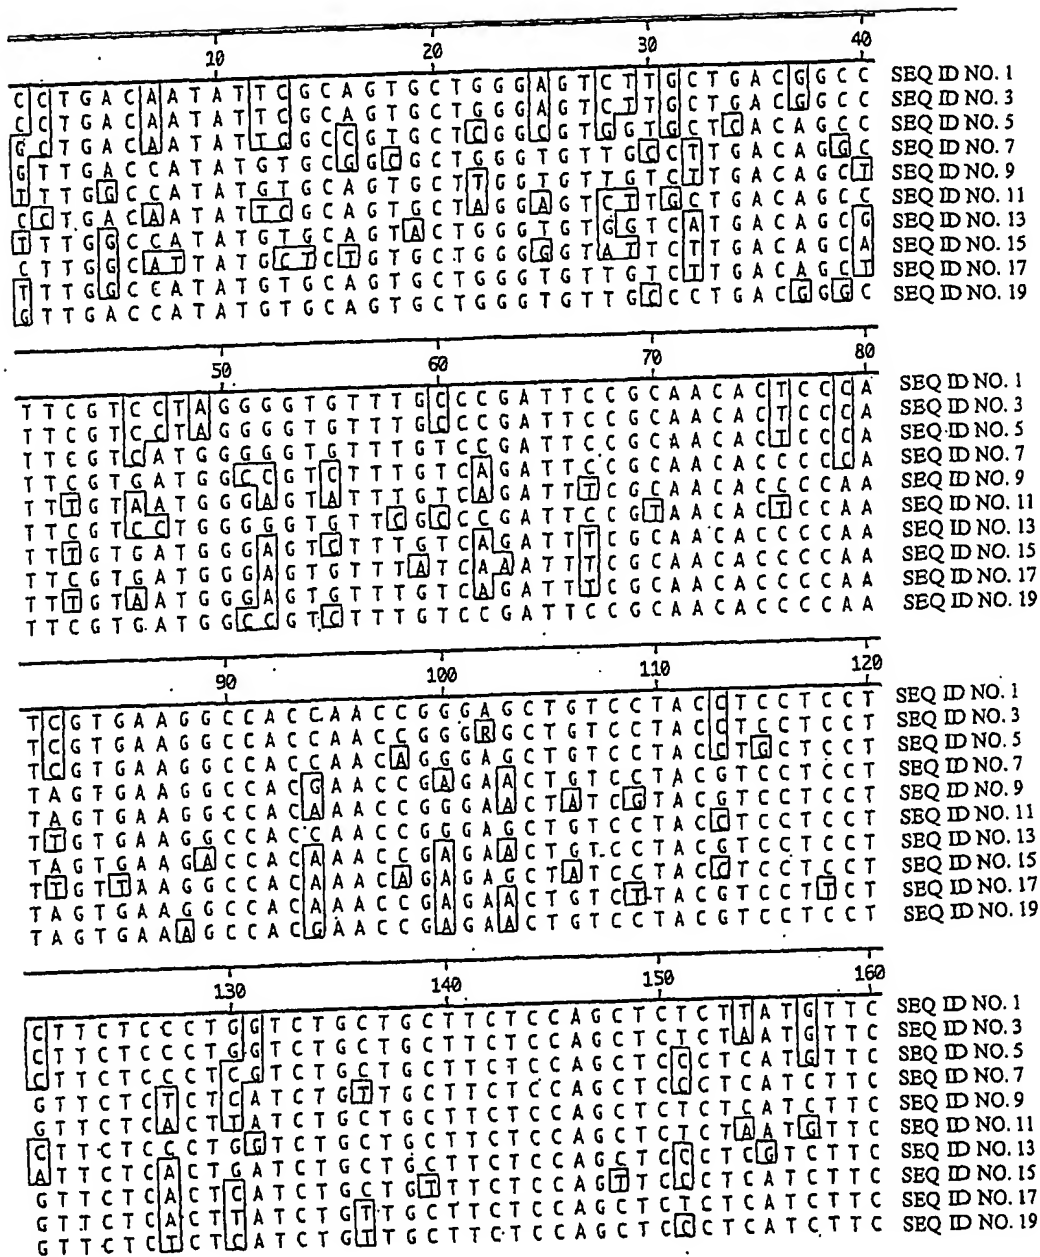 10 20 30 40
C C T G A C A A T A T T C G C A G T G C T G G G A G T C T T G C T G A C G G C C SEQ ID NO. 1
C C T G A C A A T A T T C G C A G T G C T G G G A G T C T T G C T G A C G G C C SEQ ID NO. 3
G C T G A C A A T A T T G G C C G T G C T C G G C G T G G T G C T C A C A G C C SEQ ID NO. 5
G T T G A C C A T A T G T G C G G C G C T G G G T G T T G C C T T G A C A G G C SEQ ID NO. 7
T T T G G C C A T A T G T G C A G T G C T T G G T G T T G T C T T G A C A G C T SEQ ID NO. 9
C C T G A C A A T A T T C G C A G T G C T A G G A G T C T T G C T G A C A G C C SEQ ID NO. 11
T T T G G C C A T A T G T G C A G T A C T G G G T G T G G T C A T G A C A G C G SEQ ID NO. 13
C T T G G C A T T A T G C T C T G T G C T G G G G G T A T T C T T G A C A G C A SEQ ID NO. 15
T T T G G C C A T A T G T G C A G T G C T G G G T G T T G T C T T G A C A G C T SEQ ID NO. 17
G T T G A C C A T A T G T G C A G T G C T G G G T G T T G C C C T G A C G G G C SEQ ID NO. 19
50 60 70 80
T T C G T C C T A G G G G T G T T T G C C C G A T T C C G C A A C A C T C C C A SEQ ID NO. 1
T T C G T C C T A G G G G T G T T T G C C C G A T T C C G C A A C A C T C C C A SEQ ID NO. 3
T T C G T C A T G G G G G T G T T T G T C C G A T T C C G C A A C A C T C C C A SEQ ID NO. 5
T T C G T G A T G G C C G T C T T T G T C A G A T T C C G C A A C A C C C C C A SEQ ID NO. 7
T T T G T A A T G G G A G T A T T T G T C A G A T T T C G C A A C A C C C C A A SEQ ID NO. 9
T T C G T C C T G G G G G T G T T C G C C C G A T T C C G T A A C A C T C C A A SEQ ID NO. 11
T T T G T G A T G G G A G T C T T T G T C A G A T T T C G C A A C A C C C C A A SEQ ID NO. 13
T T C G T G A T G G G A G T G T T T A T C A A A T T T C G C A A C A C C C C A A SEQ ID NO. 15
T T T G T A A T G G G A G T G T T T G T C A G A T T T C G C A A C A C C C C A A SEQ ID NO. 17
T T C G T G A T G G C C G T C T T T G T C C G A T T C C G C A A C A C C C C A A SEQ ID NO. 19
90 100 110 120
T C G T G A A G G C C A C C A A C C G G G A G C T G T C C T A C C T C C T C C T SEQ ID NO. 1
T C G T G A A G G C C A C C A A C C G G G R G C T G T C C T A C C T C C T C C T SEQ ID NO. 3
T C G T G A A G G C C A C C A A C A G G G A G C T G T C C T A C C T G C T C C T SEQ ID NO. 5
T A G T G A A G G C C A C G A A C C G A G A A C T G T C C T A C G T C C T C C T SEQ ID NO. 7
T A G T G A A G G C C A C A A A C C G G G A A C T A T C G T A C G T C C T C C T SEQ ID NO. 9
T T G T G A A G G C C A C C A A C C G G G A G C T G T C C T A C C T C C T C C T SEQ ID NO. 11
T A G T G A A G A C C A C A A A C C G A G A A C T G T C C T A C G T C C T C C T SEQ ID NO. 13
T T G T T A A G G C C A C A A A C A G A G A G C T A T C C T A C C T C C T C C T SEQ ID NO. 15
T A G T G A A G G C C A C A A A C C G A G A A C T G T C T T A C G T C C T T C T SEQ ID NO. 17
T A G T G A A A G C C A C G A A C C G A G A A C T G T C C T A C G T C C T C C T SEQ ID NO. 19
130 140 150 160
C T T C T C C C T G G T C T G C T G C T T C T C C A G C T C T C T T A T G T T C SEQ ID NO. 1
C T T C T C C C T G G T C T G C T G C T T C T C C A G C T C T C T A A T G T T C SEQ ID NO. 3
C T T C T C C C T C G T C T G C T G C T T C T C C A G C T C C C T C A T G T T C SEQ ID NO. 5
G T T C T C T C T C A T C T G T T G C T T C T C C A G C T C C C T C A T C T T C SEQ ID NO. 7
G T T C T C A C T T A T C T G C T G C T T C T C C A G C T C T C T C A T C T T C SEQ ID NO. 9
C T T C T C C C T G G T C T G C T G C T T C T C C A G C T C T C T A A T G T T C SEQ ID NO. 11
A T T C T C A C T G A T C T G C T G C T T C T C C A G C T C C C T C G T C T T C SEQ ID NO. 13
G T T C T C A C T C A T C T G C T G T T T C T C C A G T T C C C T C A T C T T C SEQ ID NO. 15
G T T C T C A C T T A T C T G T T G C T T C T C C A G C T C T C T C A T C T T C SEQ ID NO. 17
G T T C T C T C T C A T C T G T T G C T T C T C C A G C T C C C T C A T C T T C SEQ ID NO. 19